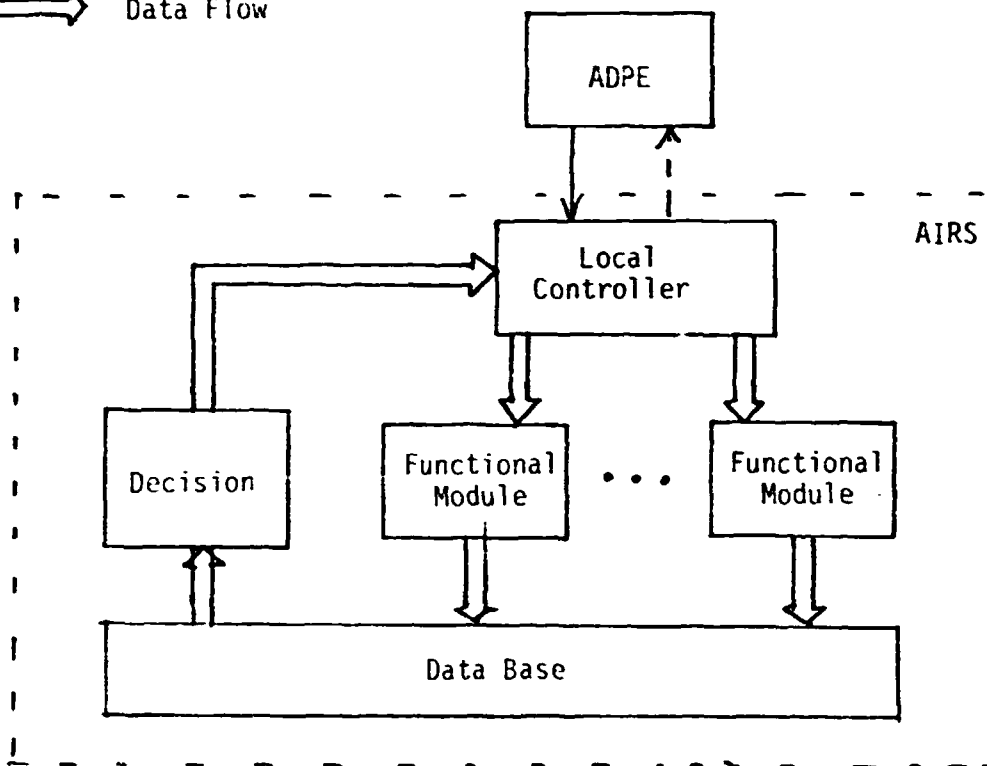 Data Flow
ADPE
AIRS
Local
Controller
Decision
Functional
Module
Functional
Module
Data Base